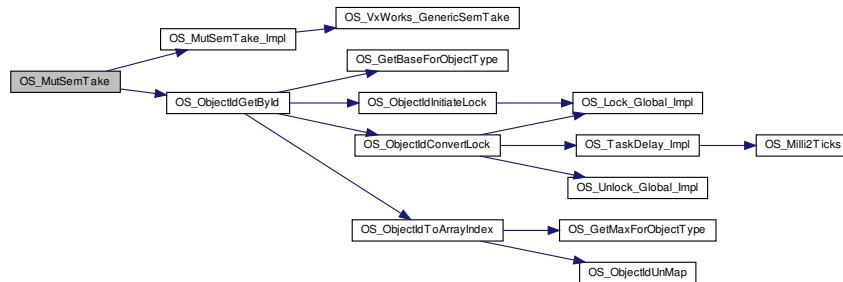 OS_VxWorks_GenericSemTake
OS_MutSemTake_Impl
OS_GetBaseForObjectType
OS_MutSemTake
OS_ObjectIdGetById
OS_ObjectIdInitiateLock
OS_Lock_Global_Impl
OS_ObjectIdConvertLock
OS_TaskDelay_Impl
OS_Milli2Ticks
OS_Unlock_Global_Impl
OS_ObjectIdToArrayIndex
OS_GetMaxForObjectType
OS_ObjectIdUnMap